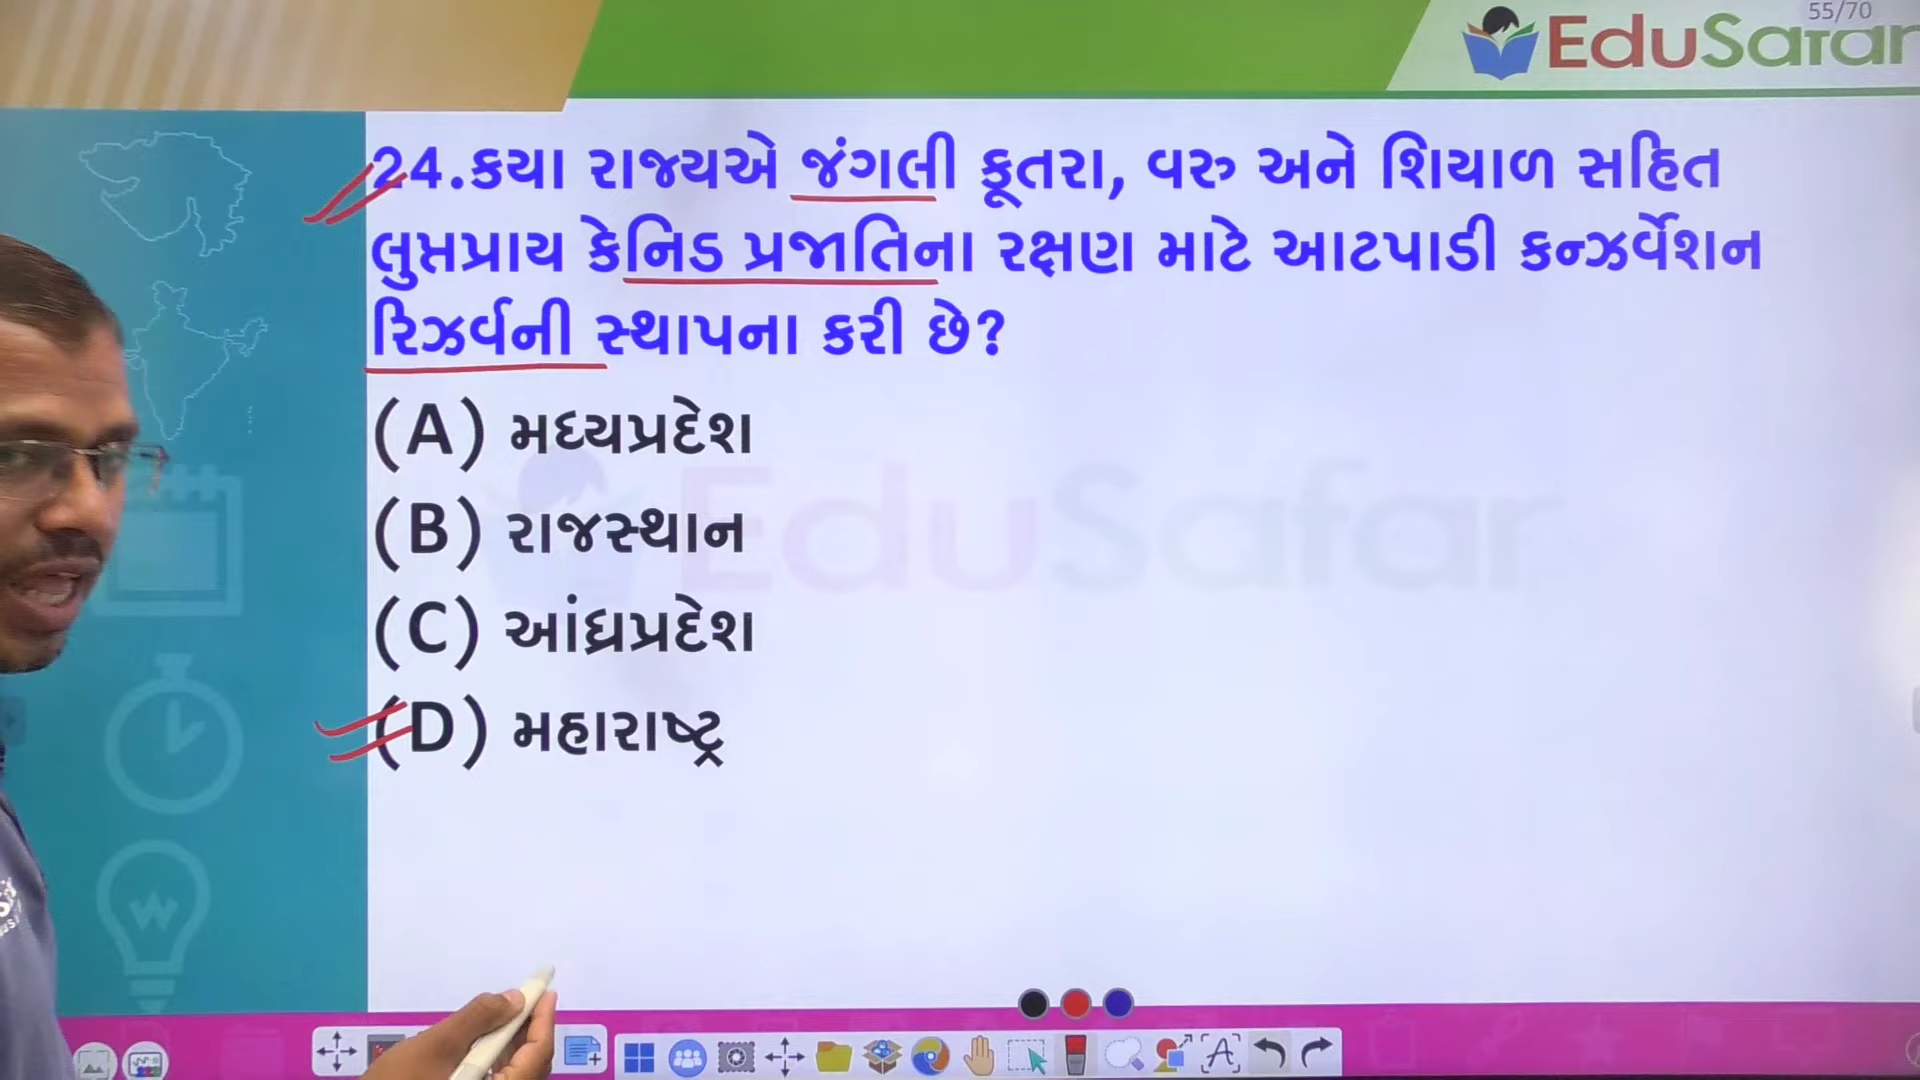 55/70
EduSafar
24.કયા રાજ્યએ જંગલી કૂતરા, વરુ અને શિયાળ સહિત
લુપ્તપ્રાય કેનિડ પ્રજાતિના રક્ષણ માટે આટપાડી કન્ઝર્વેશન
રિઝર્વની સ્થાપના કરી છે?
(A) મધ્યપ્રદેશ
(B) રાજસ્થાન
(C) આંધ્રપ્રદેશ
(D) મહારાષ્ટ્ર
EduSafar